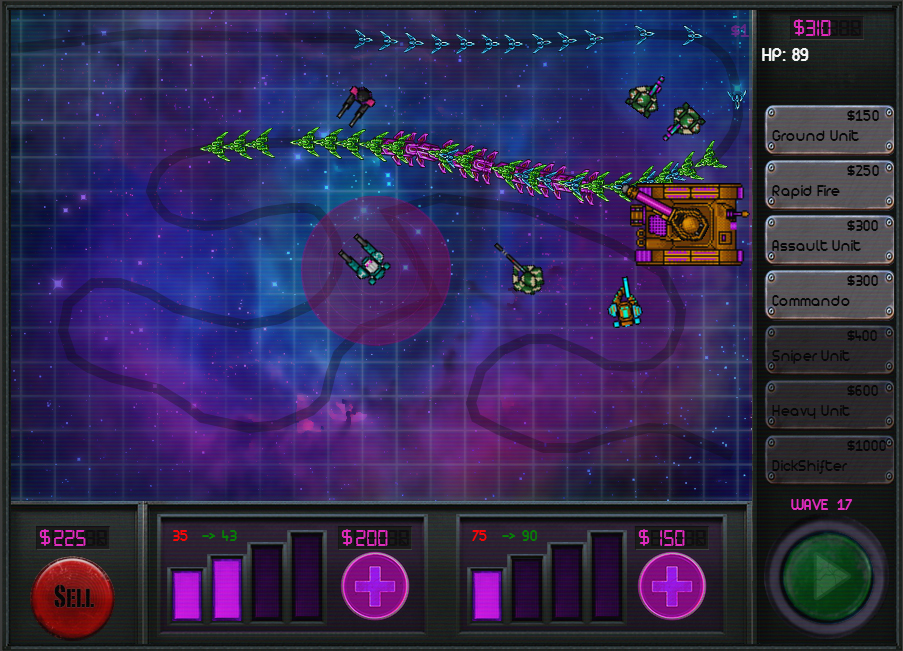 $310
HP: 89
$150
Ground Unit
$250
Rapid Fire
$300
Assault Unit
$300
Commando
$400
Sniper Unit
$600
Heavy Unit
$1000
DickShifter
WAVE 17
$225
SELL
35 -> 43
$200
75 -> 90
$150